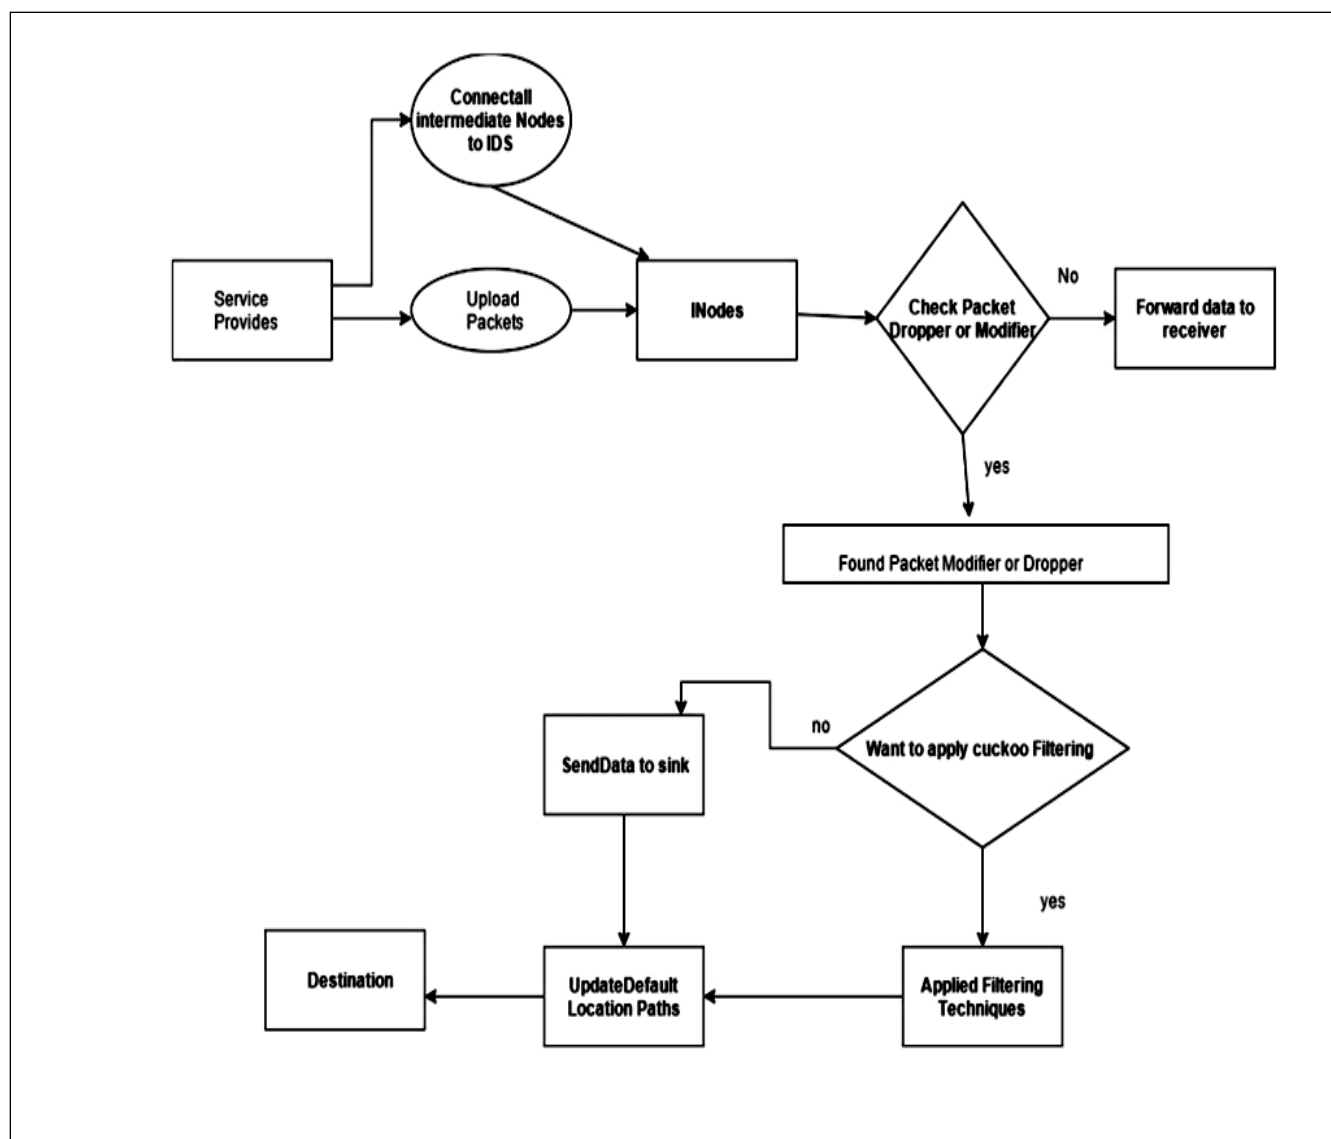 Connectall
intermediate Nodes
to IDS
Service
Provides
Upload
Packets
INodes
Check Packet
Dropper or Modifier
No
Forward data to
receiver
yes
Found Packet Modifier or Dropper
Want to apply cuckoo Filtering
no
SendData to sink
yes
Applied Filtering
Techniques
UpdateDefault
Location Paths
Destination